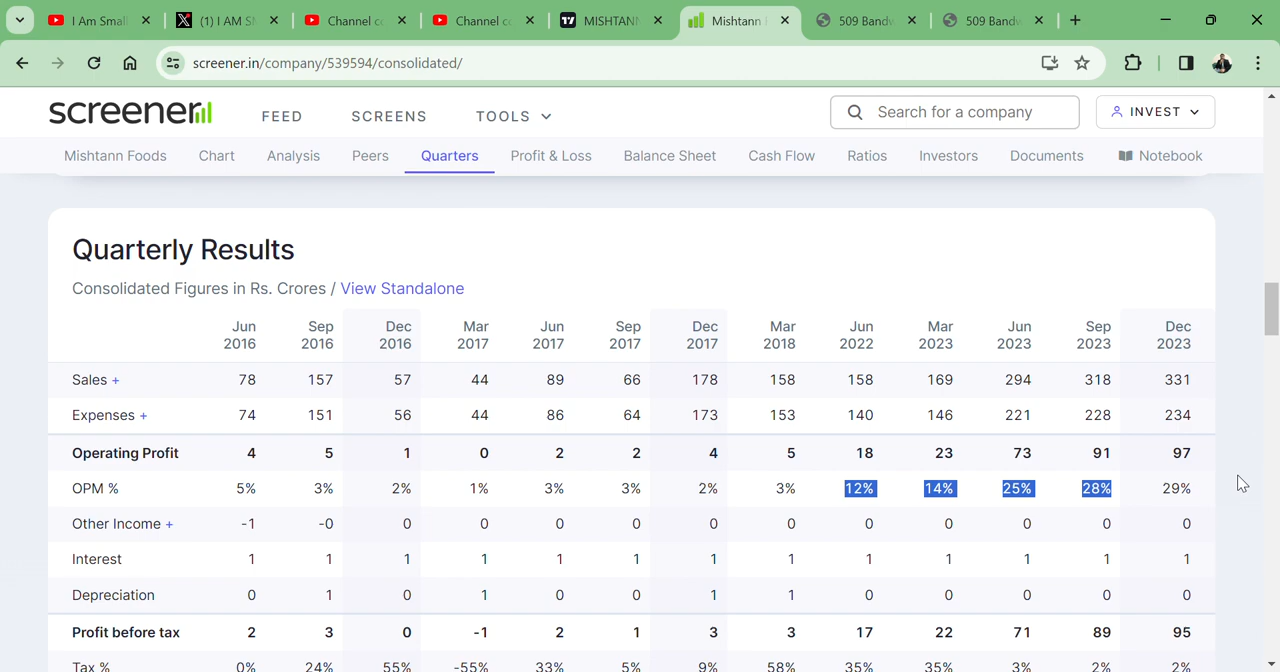 I Am Small
(1) I AM SM
Channel co
Channel co
MISHTANN
Mishtann
509 Bandw
509 Bandw
screener.in/company/539594/consolidated/
screener
FEED
SCREENS
TOOLS
Search for a company
INVEST
Mishtann Foods Chart Analysis Peers Quarters Profit & Loss Balance Sheet Cash Flow Ratios Investors Documents Notebook
Quarterly Results
Consolidated Figures in Rs. Crores / View Standalone
Jun 2016 Sep 2016 Dec 2016 Mar 2017 Jun 2017 Sep 2017 Dec 2017 Mar 2018 Jun 2022 Mar 2023 Jun 2023 Sep 2023 Dec 2023
Sales + 78 157 57 44 89 66 178 158 158 169 294 318 331
Expenses + 74 151 56 44 86 64 173 153 140 146 221 228 234
Operating Profit 4 5 1 0 2 2 4 5 18 23 73 91 97
OPM % 5% 3% 2% 1% 3% 3% 2% 3% 12% 14% 25% 28% 29%
Other Income + -1 -0 0 0 0 0 0 0 0 0 0 0 0
Interest 1 1 1 1 1 1 1 1 1 1 1 1 1
Depreciation 0 1 0 1 0 0 1 1 0 0 0 0 0
Profit before tax 2 3 0 -1 2 1 3 3 17 22 71 89 95
Tax % 0% 24% 55% -55% 33% 5% 9% 58% 35% 35% 3% 2% 2%